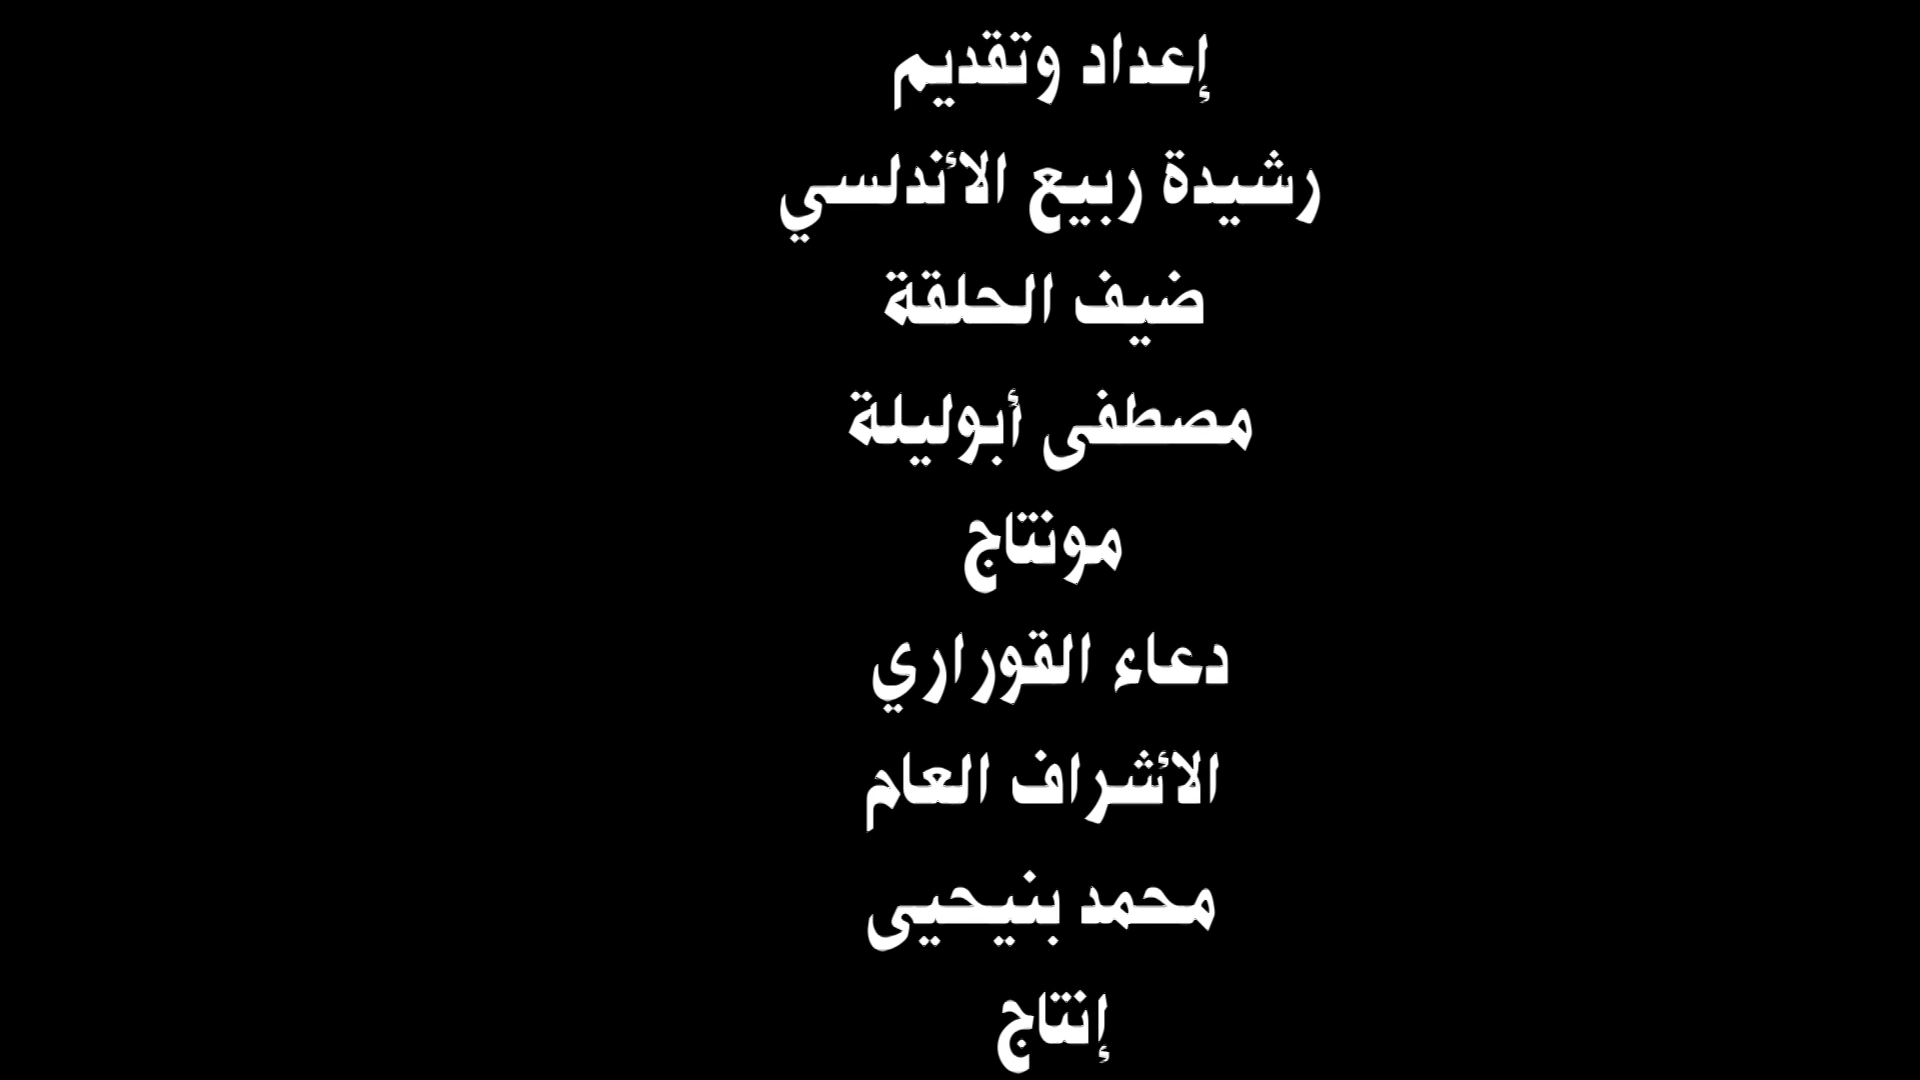 إعداد وتقديم
رشيدة ربيع الأندلسي
ضيف الحلقة
مصطفى أبوليلة
مونتاج
دعاء القوراري
الأشراف العام
محمد بنيحيى
إنتاج